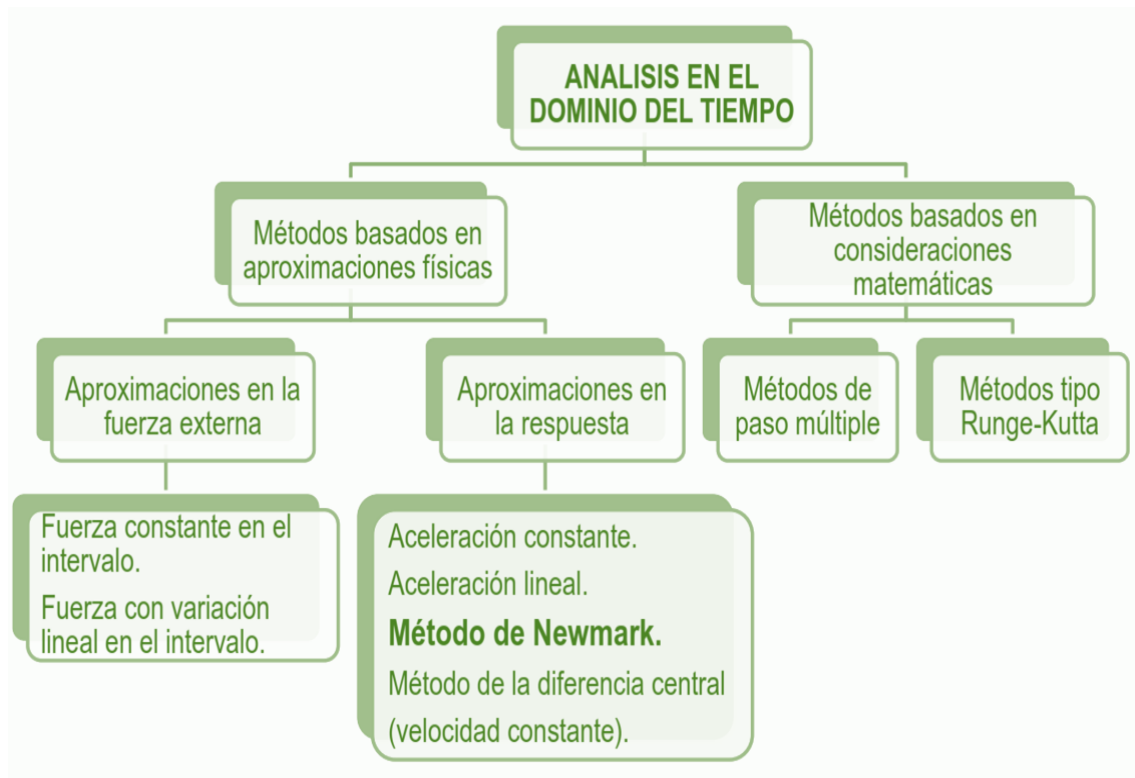 ANALISIS EN EL
DOMINIO DEL TIEMPO
Métodos basados en
aproximaciones físicas
Métodos basados en
consideraciones
matemáticas
Aproximaciones en la
fuerza externa
Aproximaciones en
la respuesta
Métodos de
paso múltiple
Métodos tipo
Runge-Kutta
Fuerza constante en el
intervalo.
Fuerza con variación
lineal en el intervalo.
Aceleración constante.
Aceleración lineal.
Método de Newmark.
Método de la diferencia central
(velocidad constante).